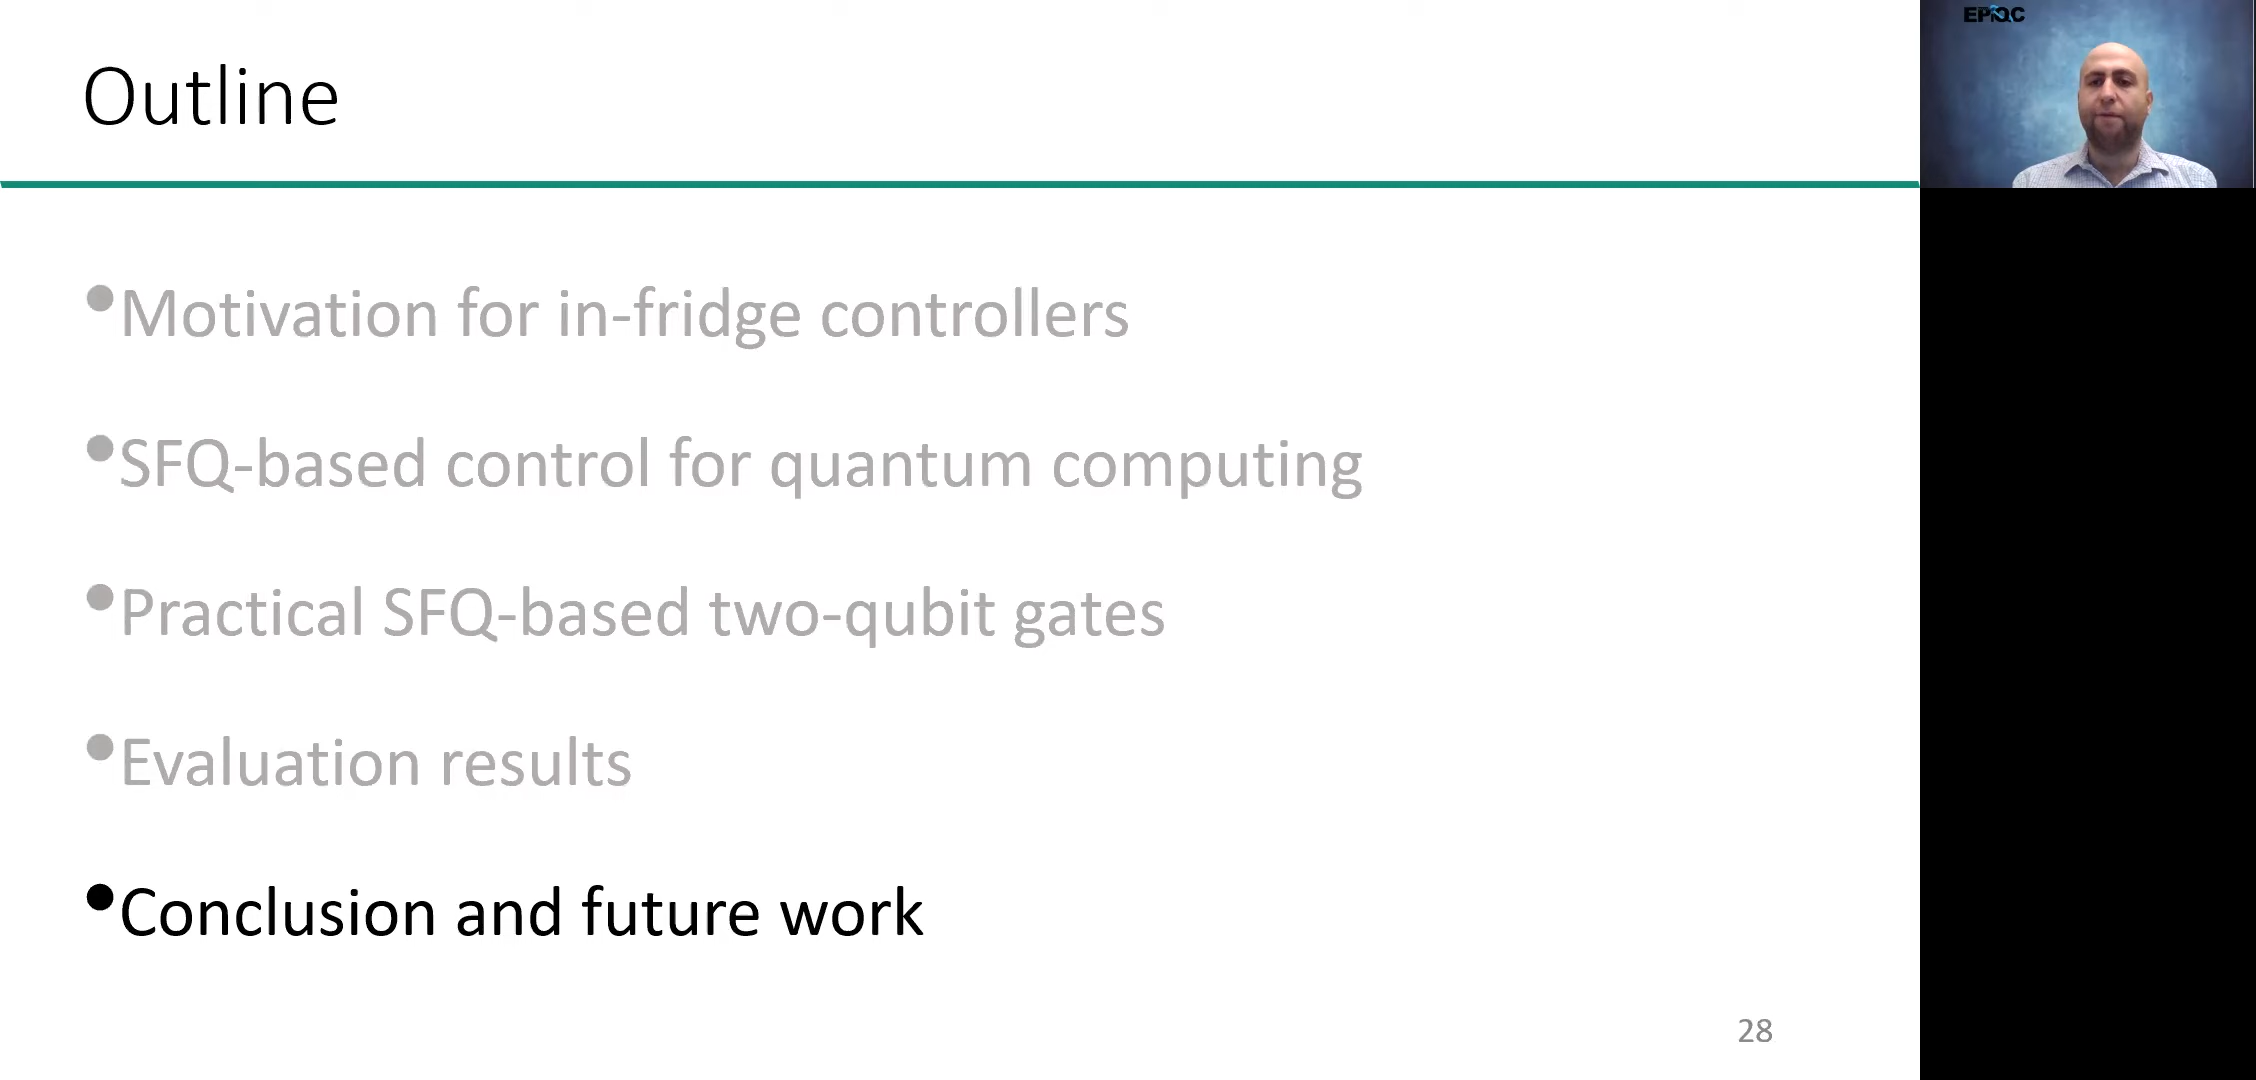 Outline
EPiQC
•Motivation for in-fridge controllers
•SFQ-based control for quantum computing
•Practical SFQ-based two-qubit gates
•Evaluation results
•Conclusion and future work
28